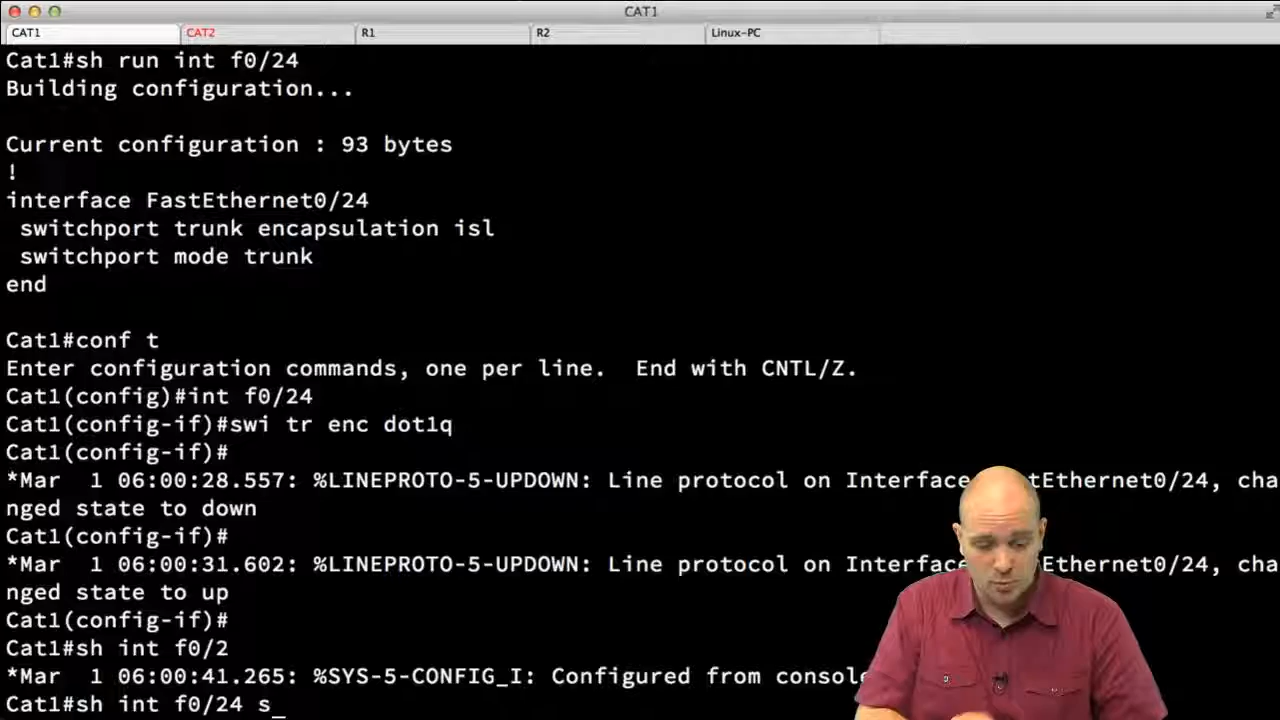 CAT1
CAT1 CAT2 R1 R2 Linux-PC
Cat1#sh run int f0/24
Building configuration...
Current configuration : 93 bytes
!
interface FastEthernet0/24
switchport trunk encapsulation isl
switchport mode trunk
end
Cat1#conf t
Enter configuration commands, one per line. End with CNTL/Z.
Cat1(config)#int f0/24
Cat1(config-if)#swi tr enc dot1q
Cat1(config-if)#
*Mar 1 06:00:28.557: %LINEPROTO-5-UPDOWN: Line protocol on Interface tEthernet0/24, cha
nged state to down
Cat1(config-if)#
*Mar 1 06:00:31.602: %LINEPROTO-5-UPDOWN: Line protocol on Interface Ethernet0/24, cha
nged state to up
Cat1(config-if)#
Cat1#sh int f0/2
*Mar 1 06:00:41.265: %SYS-5-CONFIG_I: Configured from console
Cat1#sh int f0/24 s_